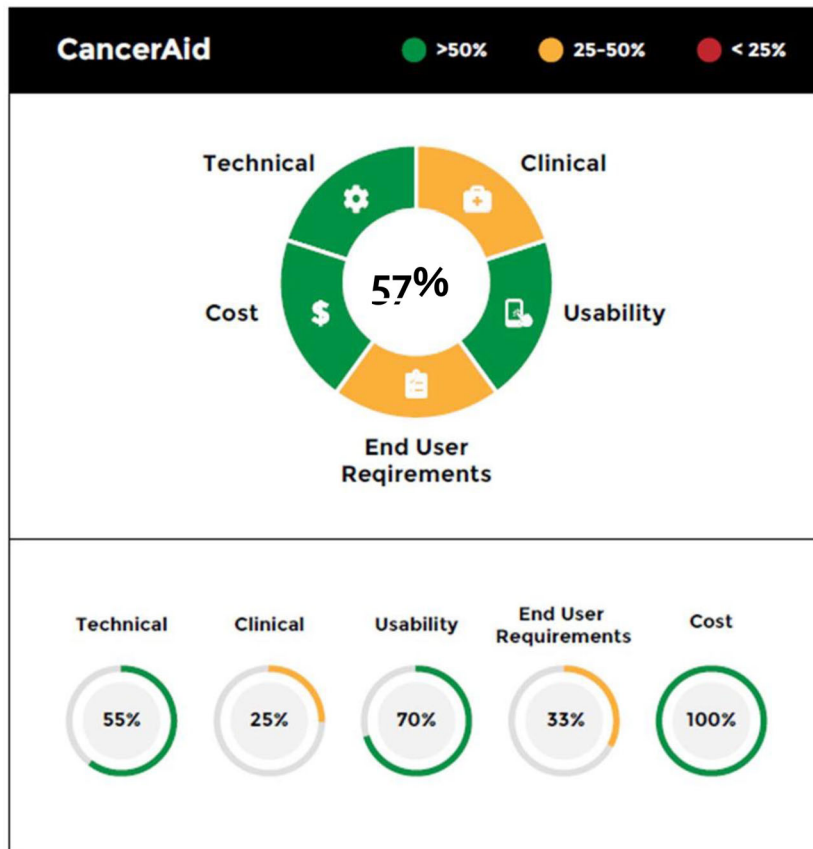 CancerAid >50% 25-50% < 25%
Technical Clinical
57%
Cost Usability
End User
Reqirements
Technical Clinical Usability End User
Requirements Cost
55% 25% 70% 33% 100%